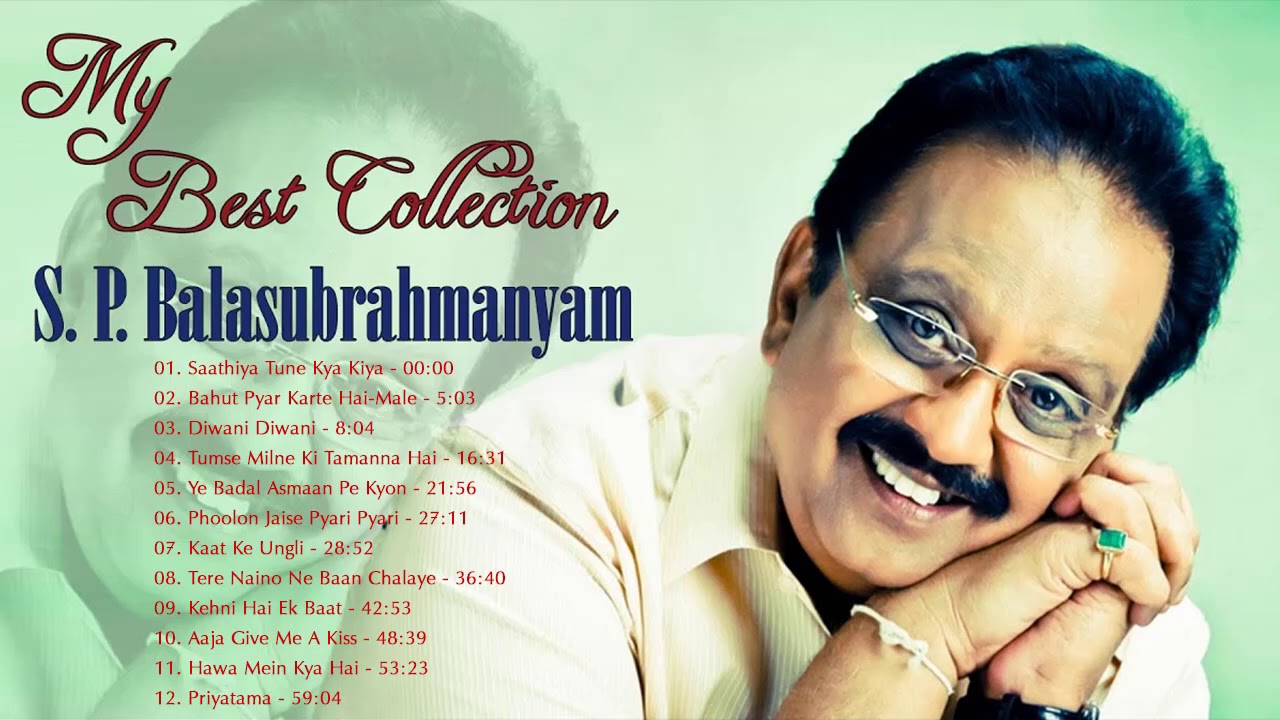 My
Best Collection
S. P. Balasubrahmanyam
01. Saathiya Tune Kya Kiya - 00:00
02. Bahut Pyar Karte Hai-Male - 5:03
03. Diwani Diwani - 8:04
04. Tumse Milne Ki Tamanna Hai - 16:31
05. Ye Badal Asmaan Pe Kyon - 21:56
06. Phoolon Jaise Pyari Pyari - 27:11
07. Kaat Ke Ungli - 28:52
08. Tere Naino Ne Baan Chalaye - 36:40
09. Kehni Hai Ek Baat - 42:53
10. Aaja Give Me A Kiss - 48:39
11. Hawa Mein Kya Hai - 53:23
12. Priyatama - 59:04